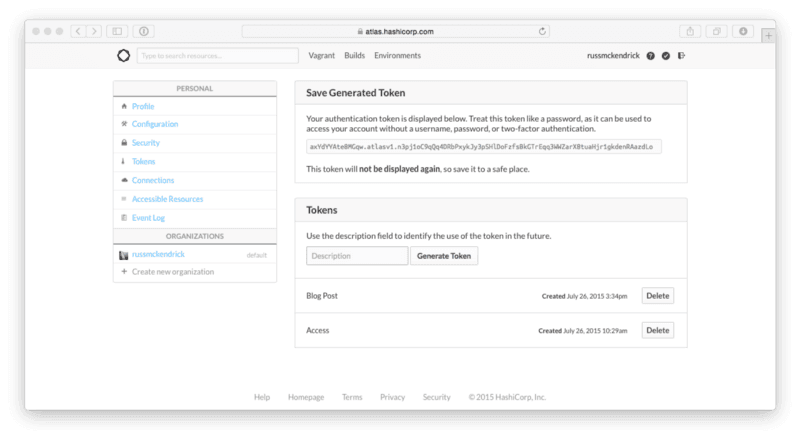 atlas.hashicorp.com
Type to search resources...
Vagrant Builds Environments
russmckendrick
PERSONAL
Profile
Configuration
Security
Tokens
Connections
Accessible Resources
Event Log
ORGANIZATIONS
russmckendrick default
+ Create new organization
Save Generated Token
Your authentication token is displayed below. Treat this token like a password, as it can be used to
access your account without a username, password, or two-factor authentication.
This token will not be displayed again, so save it to a safe place.
Tokens
Use the description field to identify the use of the token in the future.
Description Generate Token
Blog Post Created July 26, 2015 3:34pm Delete
Access Created July 26, 2015 10:29am Delete
Help Homepage Terms Privacy Security © 2015 HashiCorp, Inc.